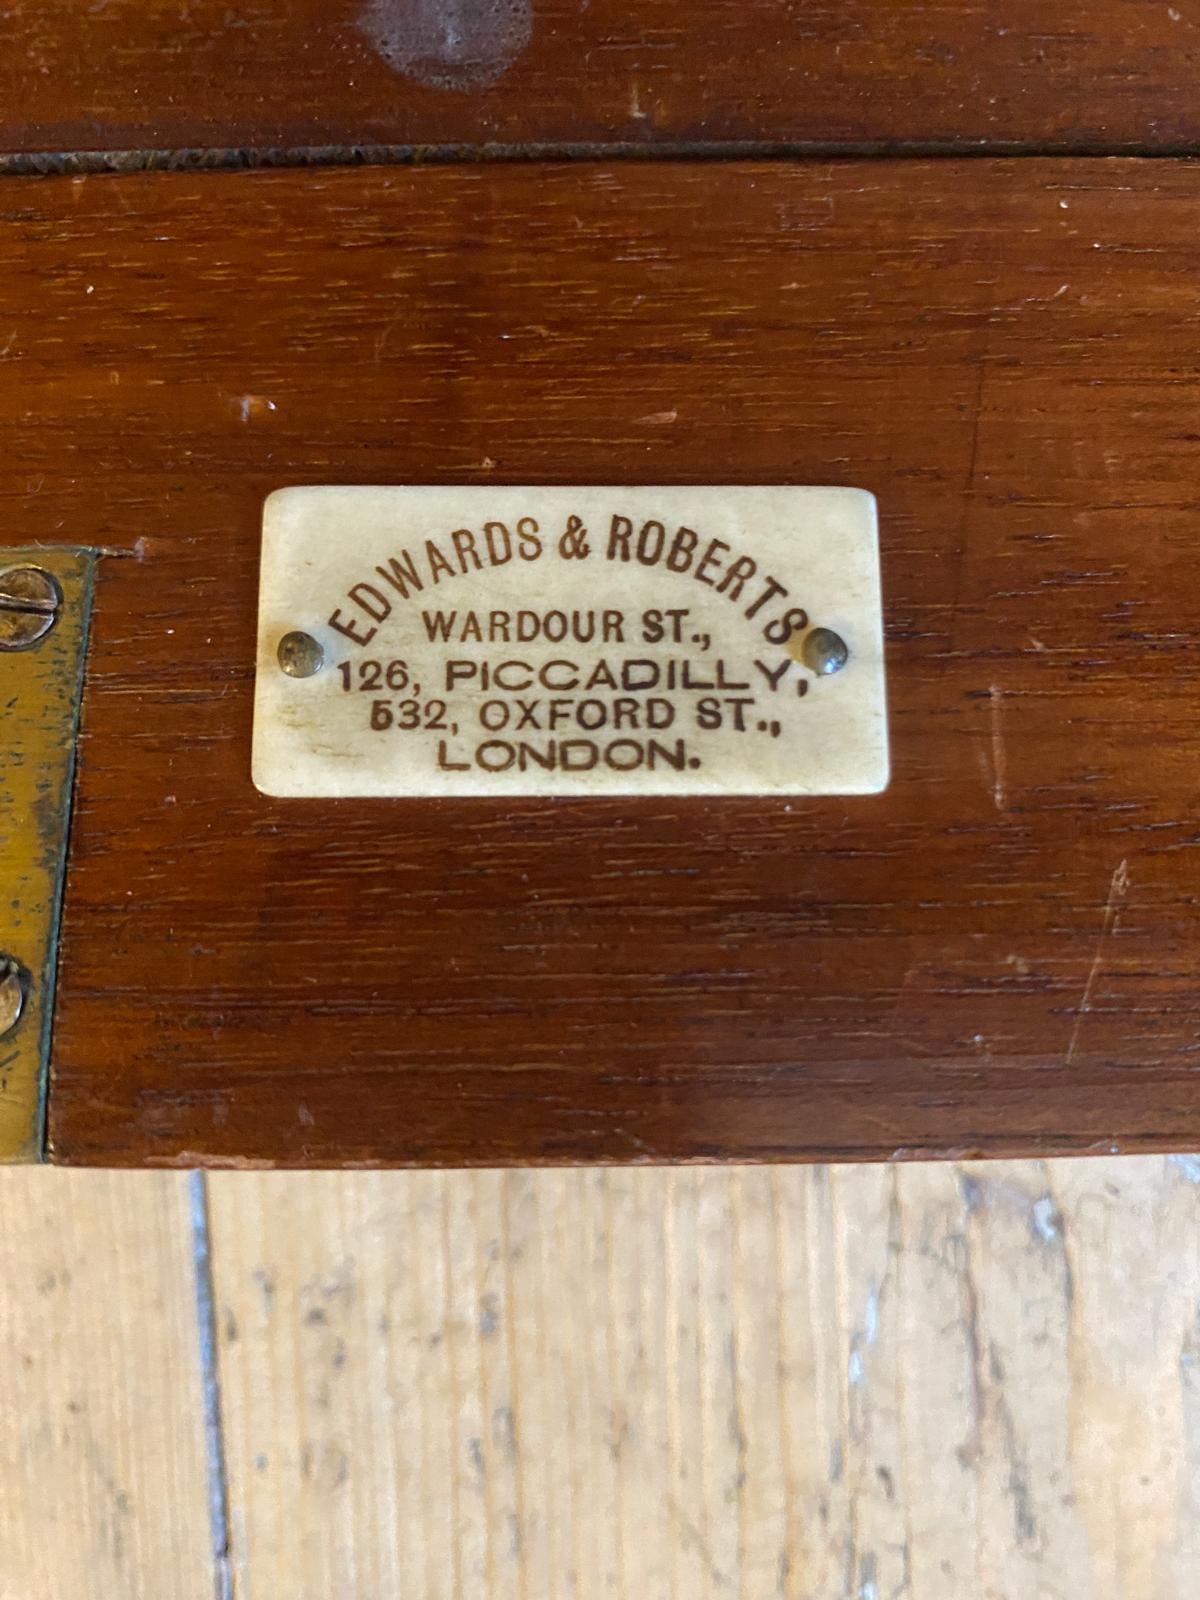 EDWARDS & ROBERTS
WARDOUR ST.,
126, PICCADILLY,
532, OXFORD ST.,
LONDON.